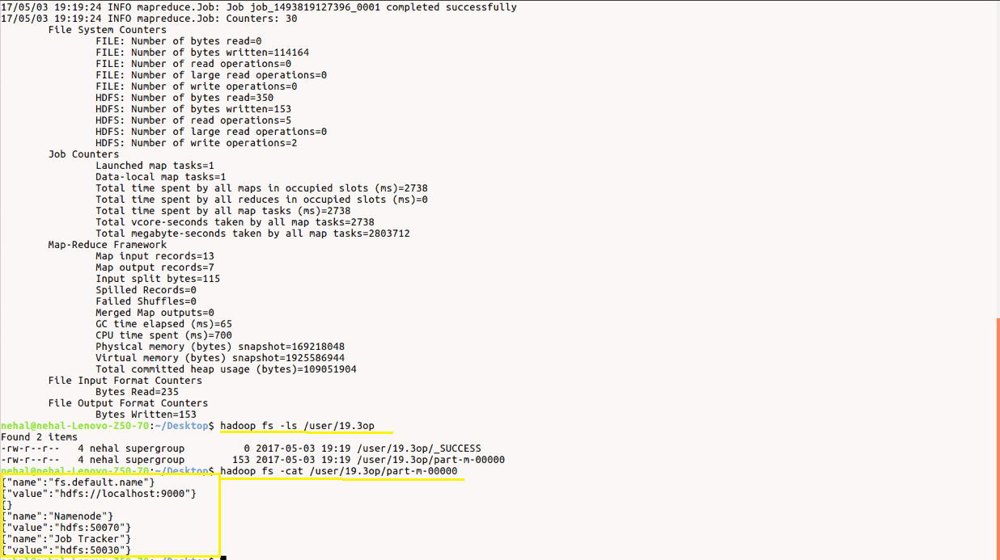 17/05/03 19:19:24 INFO mapreduce.Job: Job job_1493819127396_0001 completed successfully
17/05/03 19:19:24 INFO mapreduce.Job: Counters: 30
File System Counters
FILE: Number of bytes read=0
FILE: Number of bytes written=114164
FILE: Number of read operations=0
FILE: Number of large read operations=0
FILE: Number of write operations=0
HDFS: Number of bytes read=350
HDFS: Number of bytes written=153
HDFS: Number of read operations=5
HDFS: Number of large read operations=0
HDFS: Number of write operations=2
Job Counters
Launched map tasks=1
Data-local map tasks=1
Total time spent by all maps in occupied slots (ms)=2738
Total time spent by all reduces in occupied slots (ms)=0
Total time spent by all map tasks (ms)=2738
Total vcore-seconds taken by all map tasks=2738
Total megabyte-seconds taken by all map tasks=2803712
Map-Reduce Framework
Map input records=13
Map output records=7
Input split bytes=115
Spilled Records=0
Failed Shuffles=0
Merged Map outputs=0
GC time elapsed (ms)=65
CPU time spent (ms)=700
Physical memory (bytes) snapshot=169218048
Virtual memory (bytes) snapshot=1925586944
Total committed heap usage (bytes)=109051904
File Input Format Counters
Bytes Read=235
File Output Format Counters
Bytes Written=153
nehal@nehal-Lenovo-Z50-70:~/Desktop$ hadoop fs -ls /user/19.3op
Found 2 items
-rw-r--r--   4 nehal supergroup          0 2017-05-03 19:19 /user/19.3op/_SUCCESS
-rw-r--r--   4 nehal supergroup        153 2017-05-03 19:19 /user/19.3op/part-m-00000
nehal@nehal-Lenovo-Z50-70:~/Desktop$ hadoop fs -cat /user/19.3op/part-m-00000
{"name":"fs.default.name"}
{"value":"hdfs://localhost:9000"}
{}
{"name":"Namenode"}
{"value":"hdfs:50070"}
{"name":"Job Tracker"}
{"value":"hdfs:50030"}
nehal@nehal-Lenovo-Z50-70:~/Desktop$